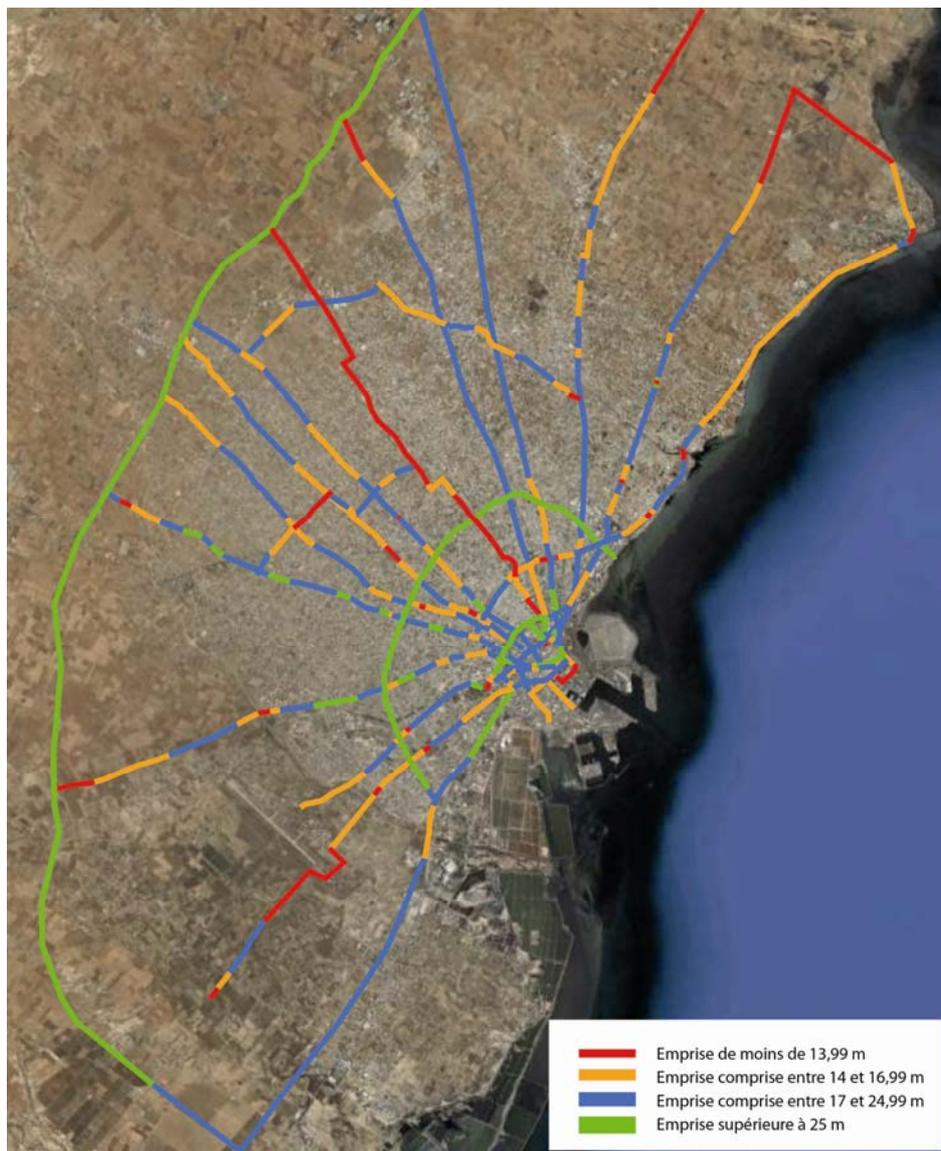 Emprise de moins de 13,99 m
Emprise comprise entre 14 et 16,99 m
Emprise comprise entre 17 et 24,99 m
Emprise supérieure à 25 m